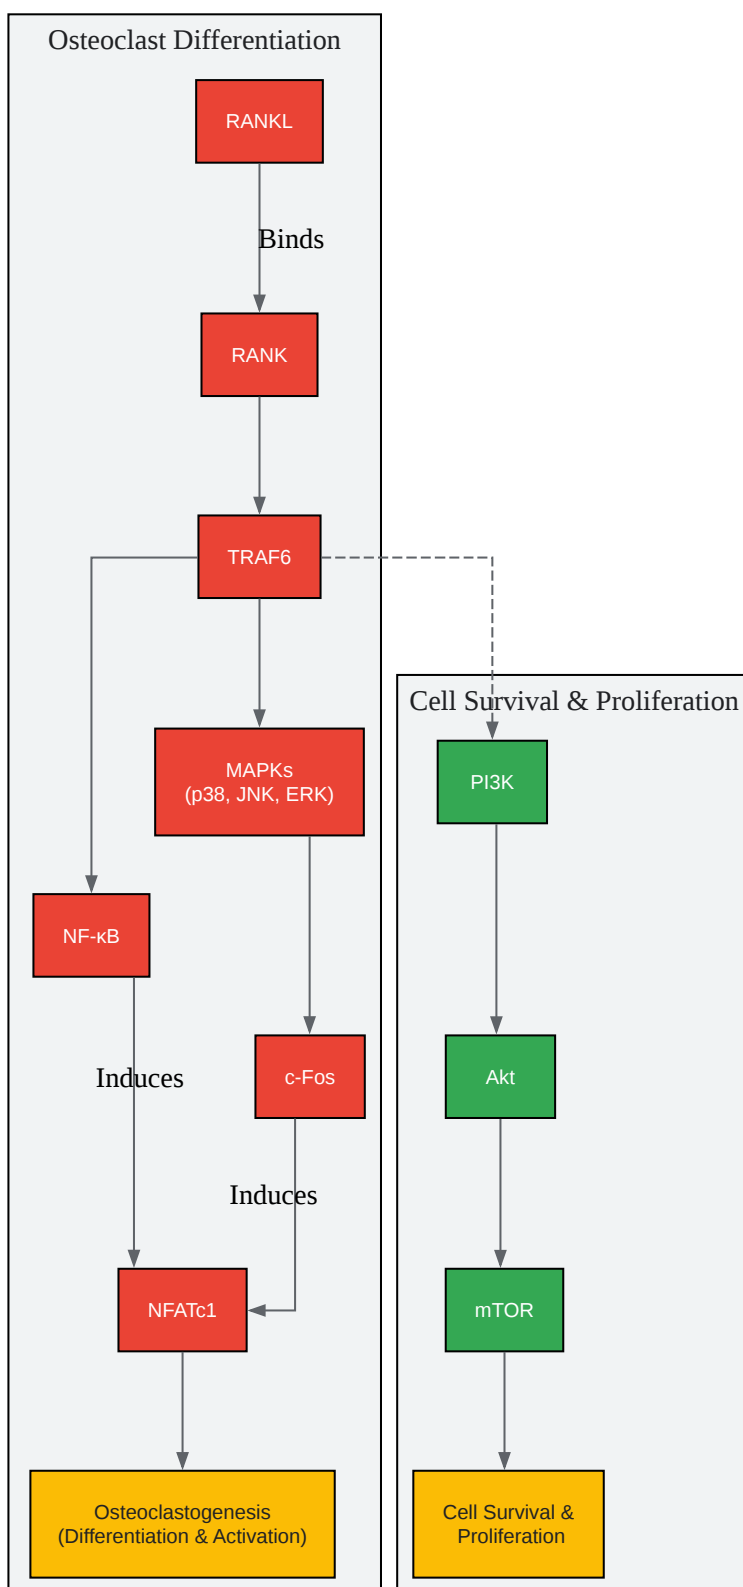 Osteoclast Differentiation
RANKL
Binds
RANK
TRAF6
MAPKs
(p38, JNK, ERK)
NF-κB
Induces
c-Fos
Induces
NFATc1
Osteoclastogenesis
(Differentiation & Activation)
Cell Survival & Proliferation
PI3K
Akt
mTOR
Cell Survival &
Proliferation